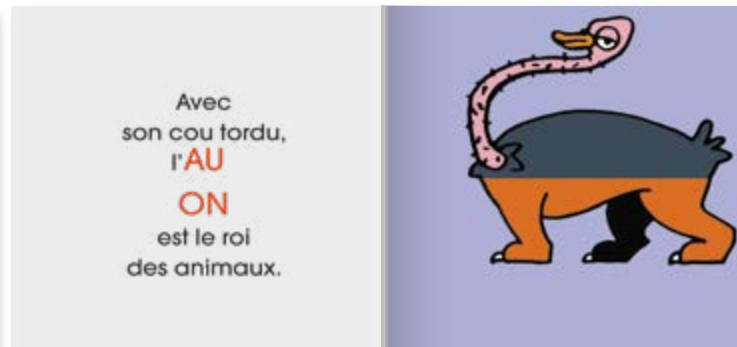 Avec
son cou tordu,
l'AU
ON
est le roi
des animaux.